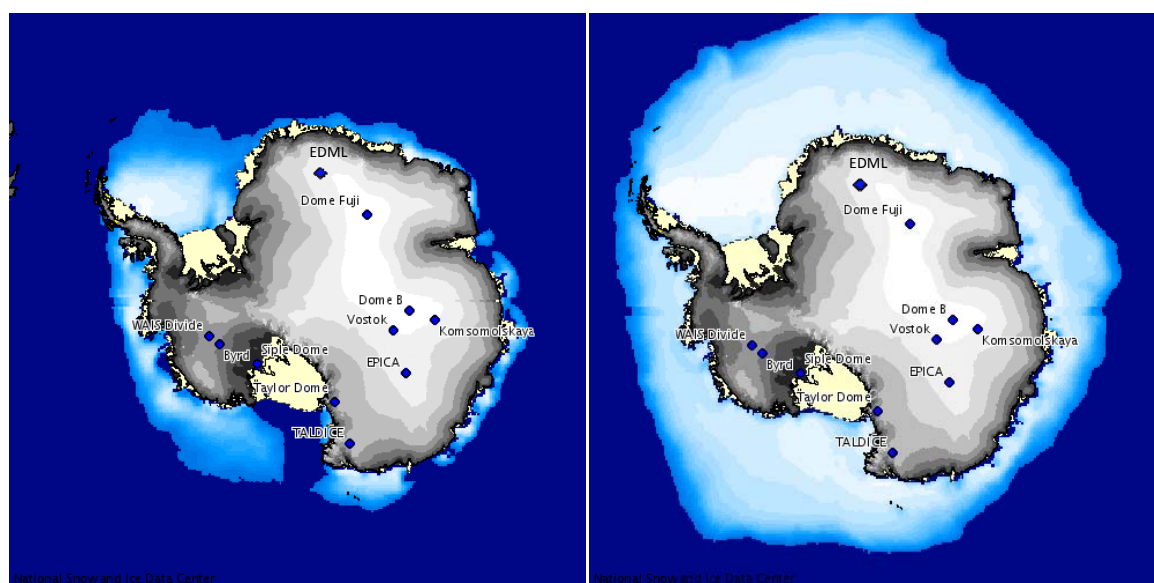 EDML
Dome Fuji
Dome B
Vostok
Komsomolskaya
WAIS Divide
Byrd
Siple Dome
EPICA
Taylor Dome
TALDICE
National Snow and Ice Data Center
EDML
Dome Fuji
Dome B
Vostok
Komsomolskaya
WAIS Divide
Byrd
Siple Dome
EPICA
Taylor Dome
TALDICE
National Snow and Ice Data Center